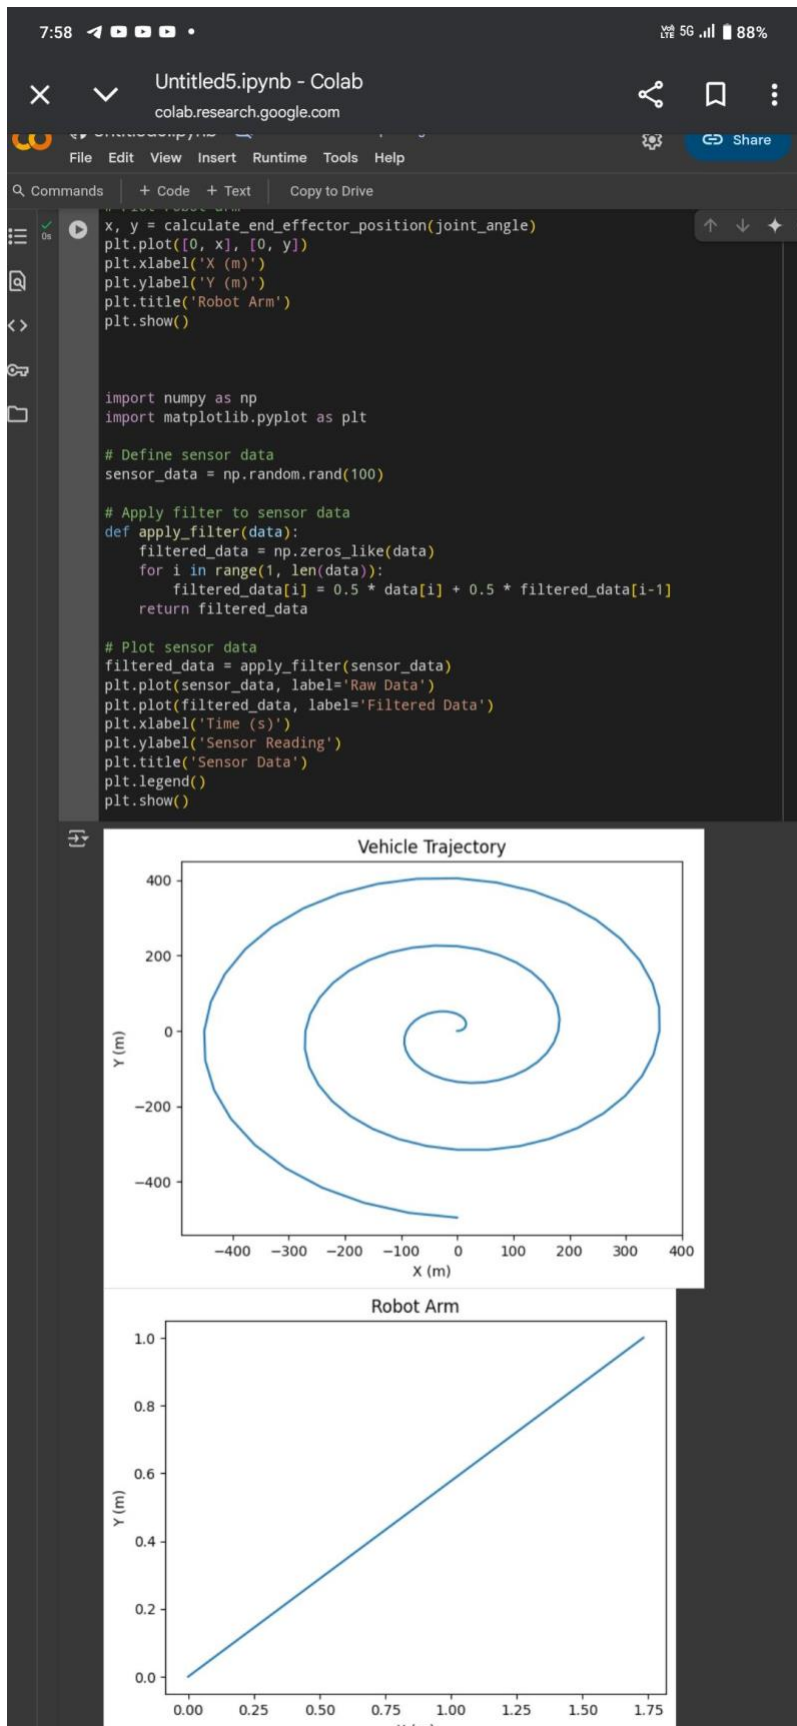 7:58
Vo)) LTE 5G 88%
Untitled5.ipynb - Colab
colab.research.google.com
Share
File Edit View Insert Runtime Tools Help
Commands + Code + Text Copy to Drive
# Plot robot arm
0s
x, y = calculate_end_effector_position(joint_angle)
plt.plot([0, x], [0, y])
plt.xlabel('X (m)')
plt.ylabel('Y (m)')
plt.title('Robot Arm')
plt.show()
import numpy as np
import matplotlib.pyplot as plt
# Define sensor data
sensor_data = np.random.rand(100)
# Apply filter to sensor data
def apply_filter(data):
    filtered_data = np.zeros_like(data)
    for i in range(1, len(data)):
        filtered_data[i] = 0.5 * data[i] + 0.5 * filtered_data[i-1]
    return filtered_data
# Plot sensor data
filtered_data = apply_filter(sensor_data)
plt.plot(sensor_data, label='Raw Data')
plt.plot(filtered_data, label='Filtered Data')
plt.xlabel('Time (s)')
plt.ylabel('Sensor Reading')
plt.title('Sensor Data')
plt.legend()
plt.show()
Vehicle Trajectory
400
200
0
−200
−400
Y (m)
−400 −300 −200 −100 0 100 200 300 400
X (m)
Robot Arm
1.0
0.8
0.6
0.4
0.2
0.0
Y (m)
0.00 0.25 0.50 0.75 1.00 1.25 1.50 1.75